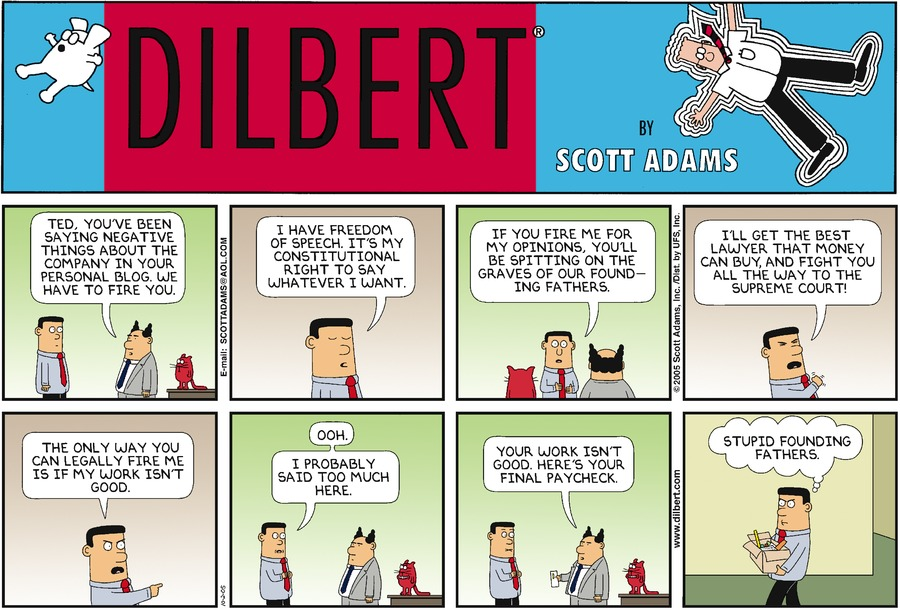 DILBERT®
BY
SCOTT ADAMS
TED, YOU'VE BEEN
SAYING NEGATIVE
THINGS ABOUT THE
COMPANY IN YOUR
PERSONAL BLOG. WE
HAVE TO FIRE YOU.
E-mail: SCOTTADAMS@AOL.COM
I HAVE FREEDOM
OF SPEECH. IT'S MY
CONSTITUTIONAL
RIGHT TO SAY
WHATEVER I WANT.
IF YOU FIRE ME FOR
MY OPINIONS, YOU'LL
BE SPITTING ON THE
GRAVES OF OUR FOUND-
ING FATHERS.
© 2005 Scott Adams, Inc./Dist. by UFS, Inc.
I'LL GET THE BEST
LAWYER THAT MONEY
CAN BUY, AND FIGHT YOU
ALL THE WAY TO THE
SUPREME COURT!
THE ONLY WAY YOU
CAN LEGALLY FIRE ME
IS IF MY WORK ISN'T
GOOD.
10-2-05
OOH.
I PROBABLY
SAID TOO MUCH
HERE.
YOUR WORK ISN'T
GOOD. HERE'S YOUR
FINAL PAYCHECK.
www.dilbert.com
STUPID FOUNDING
FATHERS.